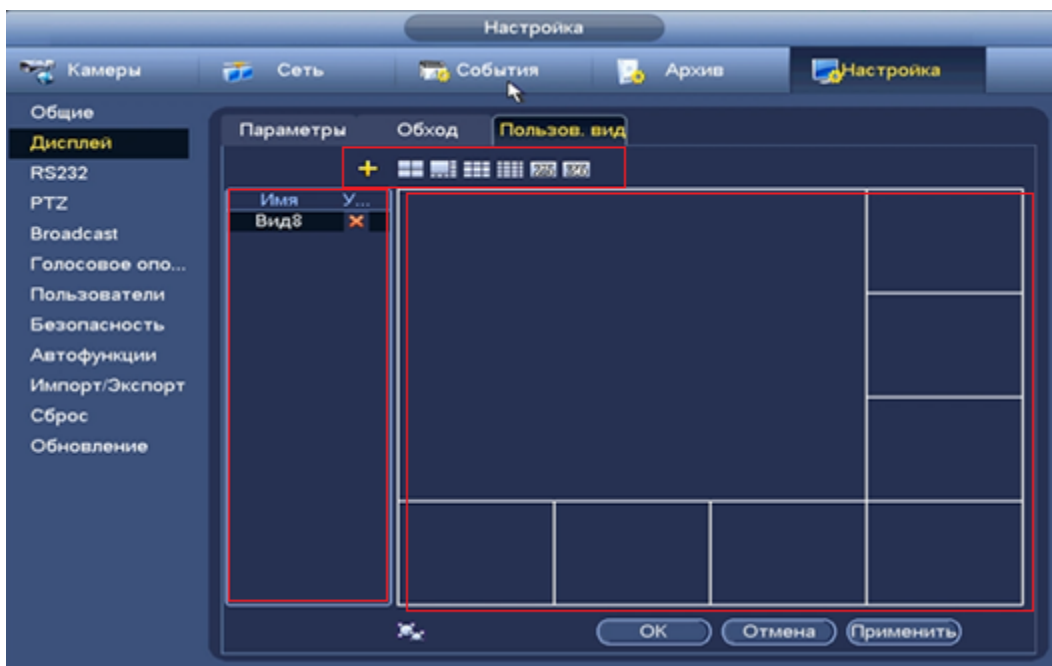 Настройка
Камеры Сеть События Архив Настройка
Общие
Дисплей
RS232
PTZ
Broadcast
Голосовое опо...
Пользователи
Безопасность
Автофункции
Импорт/Экспорт
Сброс
Обновление
Параметры Обход Пользов. вид
Имя У...
Вид8
ОК Отмена Применить